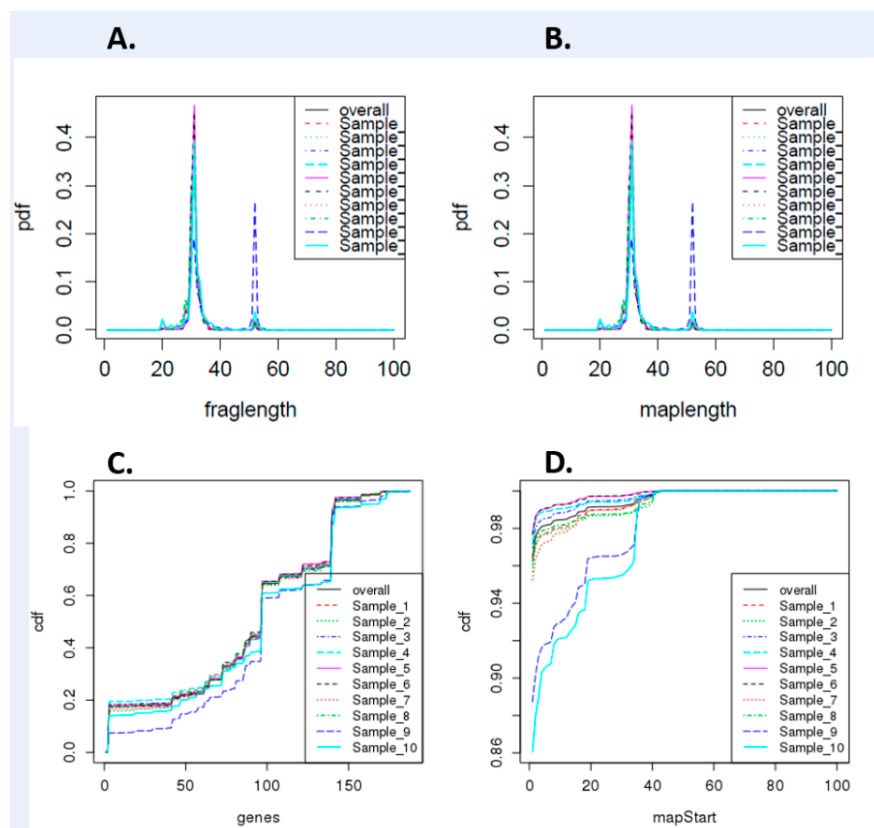 A.
B.
pdf
0.0 0.1 0.2 0.3 0.4
0 20 40 60 80 100
fraglength
overall
Sample_
Sample_
Sample_
Sample_
Sample_
Sample_
Sample_
Sample_
Sample_
Sample_
pdf
0.0 0.1 0.2 0.3 0.4
0 20 40 60 80 100
maplength
overall
Sample_
Sample_
Sample_
Sample_
Sample_
Sample_
Sample_
Sample_
Sample_
Sample_
C.
D.
cdf
0.0 0.2 0.4 0.6 0.8 1.0
0 50 100 150
genes
overall
Sample_1
Sample_2
Sample_3
Sample_4
Sample_5
Sample_6
Sample_7
Sample_8
Sample_9
Sample_10
cdf
0.86 0.90 0.94 0.98
0 20 40 60 80 100
mapStart
overall
Sample_1
Sample_2
Sample_3
Sample_4
Sample_5
Sample_6
Sample_7
Sample_8
Sample_9
Sample_10